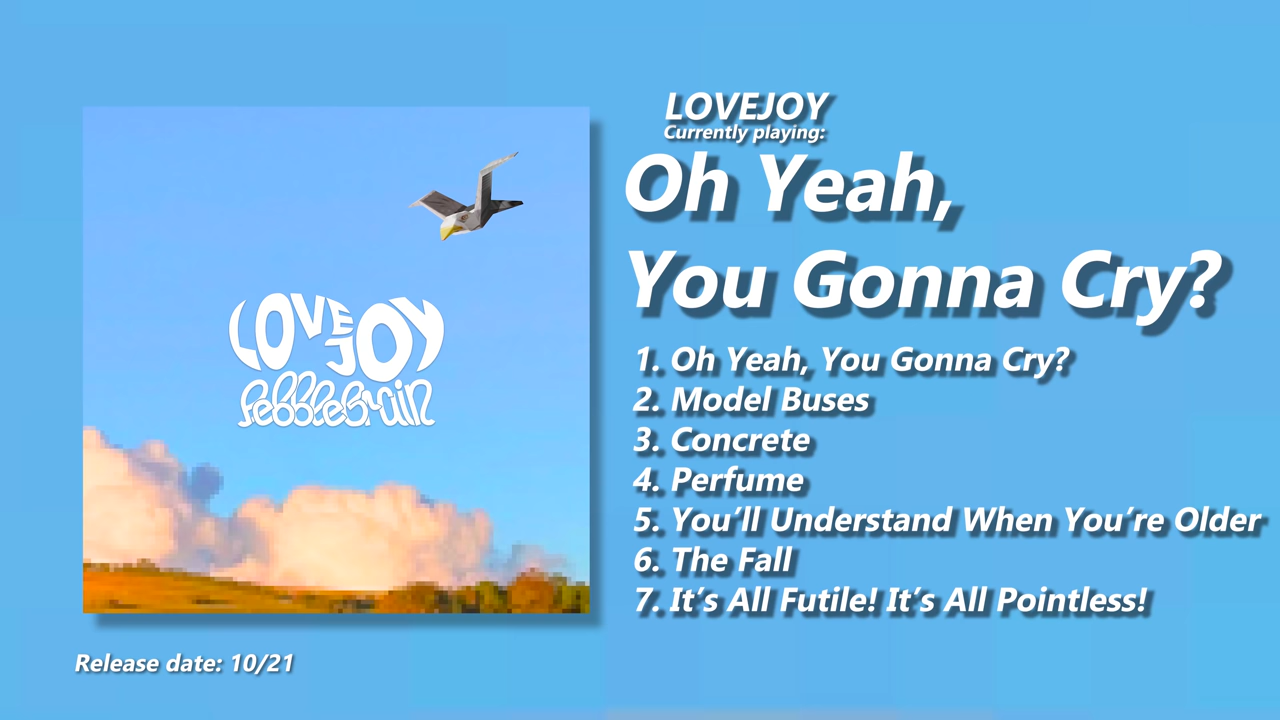 LOVEJOY
Pebblebrain
LOVEJOY
Currently playing:
Oh Yeah,
You Gonna Cry?
1. Oh Yeah, You Gonna Cry?
2. Model Buses
3. Concrete
4. Perfume
5. You’ll Understand When You’re Older
6. The Fall
7. It’s All Futile! It’s All Pointless!
Release date: 10/21